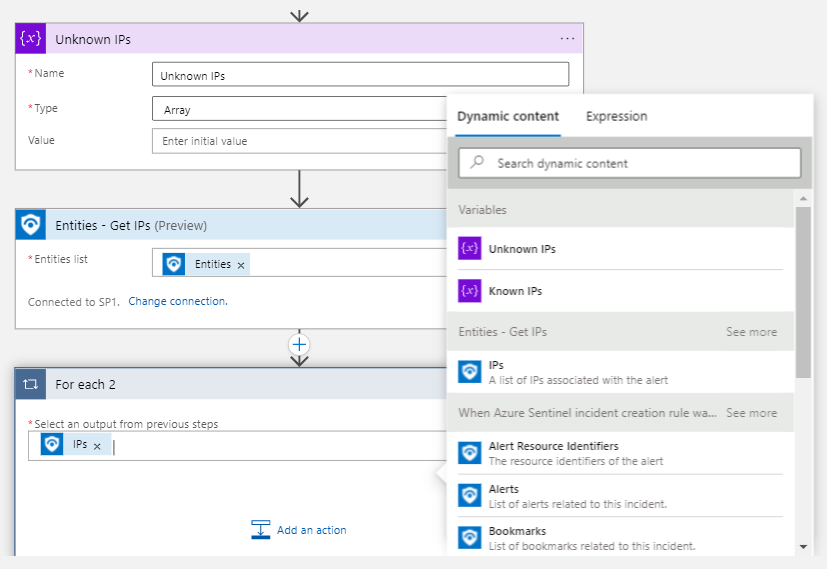 {x} Unknown IPs ...
* Name Unknown IPs
* Type Array
Value Enter initial value
Entities - Get IPs (Preview)
* Entities list Entities ×
Connected to SP1. Change connection.
+
For each 2
* Select an output from previous steps
IPs ×
Add an action
Dynamic content Expression
Search dynamic content
Variables
{x} Unknown IPs
{x} Known IPs
Entities - Get IPs See more
IPs
A list of IPs associated with the alert
When Azure Sentinel incident creation rule wa... See more
Alert Resource Identifiers
The resource identifiers of the alert
Alerts
List of alerts related to this incident.
Bookmarks
List of bookmarks related to this incident.